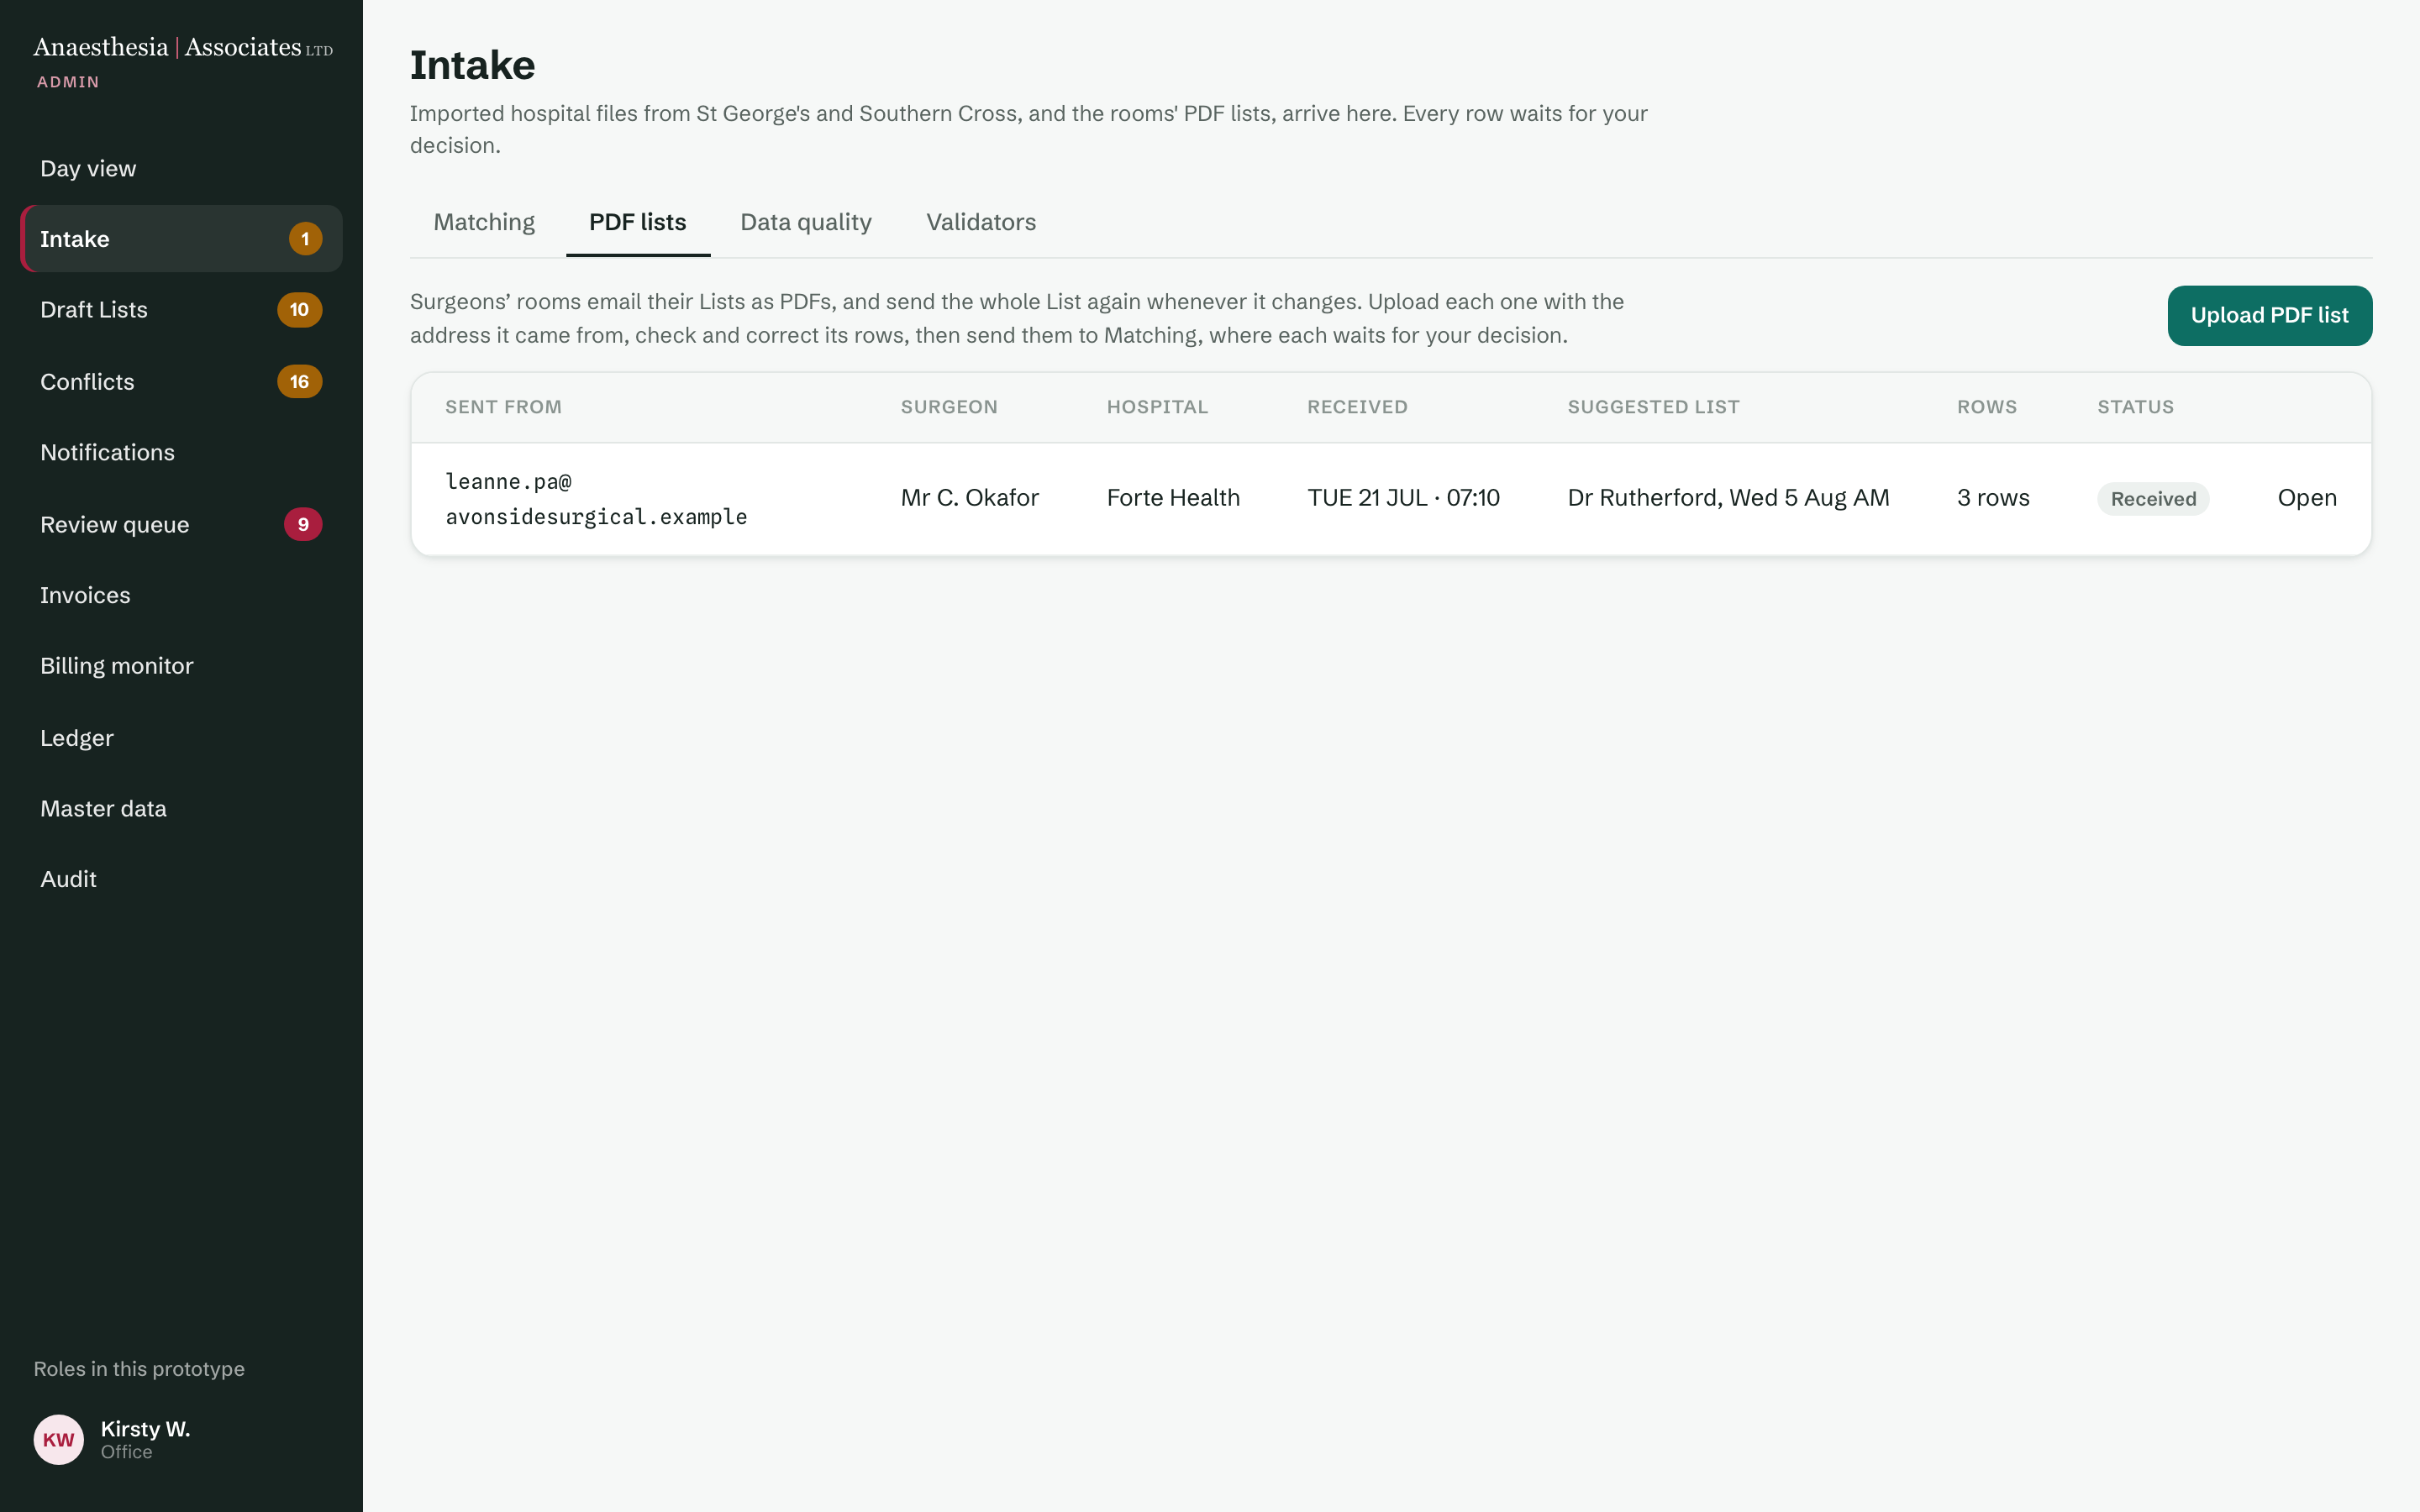 Anaesthesia | Associates LTD
ADMIN
Day view
Intake 1
Draft Lists 10
Conflicts 16
Notifications
Review queue 9
Invoices
Billing monitor
Ledger
Master data
Audit
Roles in this prototype
KW
Kirsty W.
Office
Intake
Imported hospital files from St George's and Southern Cross, and the rooms' PDF lists, arrive here. Every row waits for your
decision.
Matching PDF lists Data quality Validators
Surgeons’ rooms email their Lists as PDFs, and send the whole List again whenever it changes. Upload each one with the
address it came from, check and correct its rows, then send them to Matching, where each waits for your decision.
Upload PDF list
SENT FROM SURGEON HOSPITAL RECEIVED SUGGESTED LIST ROWS STATUS
leanne.pa@
avonsidesurgical.example
Mr C. Okafor Forte Health TUE 21 JUL · 07:10 Dr Rutherford, Wed 5 Aug AM 3 rows Received Open